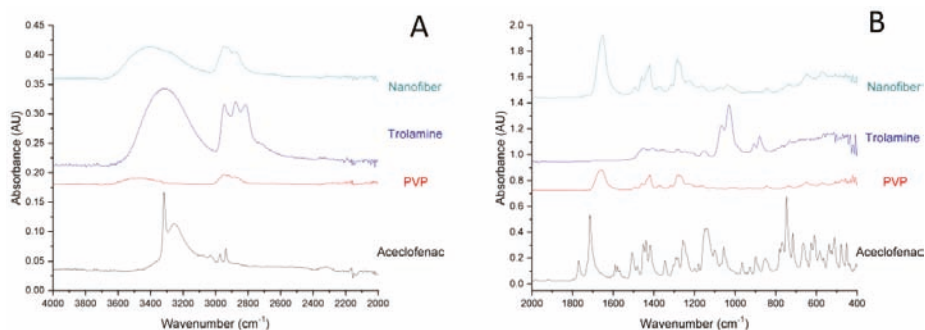 A
0.45
0.40
0.35
0.30
0.25
0.20
0.15
0.10
0.05
0.00
Absorbance (AU)
Nanofiber
Trolamine
PVP
Aceclofenac
4000 3800 3600 3400 3200 3000 2800 2600 2400 2200 2000
Wavenumber (cm⁻¹)
B
2.0
1.8
1.6
1.4
1.2
1.0
0.8
0.6
0.4
0.2
0.0
Absorbance (AU)
Nanofiber
Trolamine
PVP
Aceclofenac
2000 1800 1600 1400 1200 1000 800 600 400
Wavenumber (cm⁻¹)